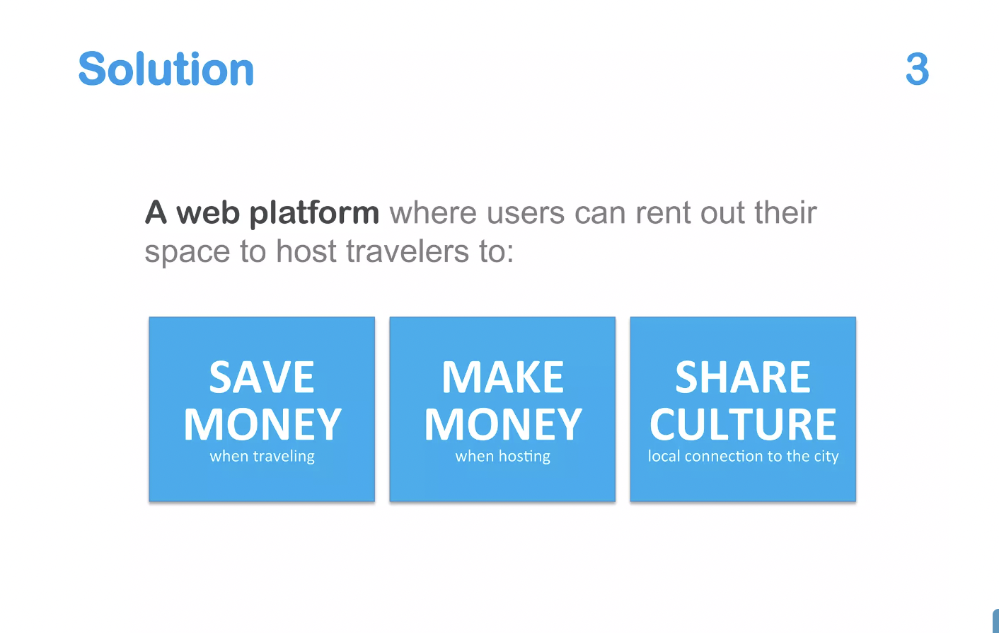 Solution
3
A web platform where users can rent out their
space to host travelers to:
SAVE
MONEY
when traveling
MAKE
MONEY
when hosting
SHARE
CULTURE
local connection to the city